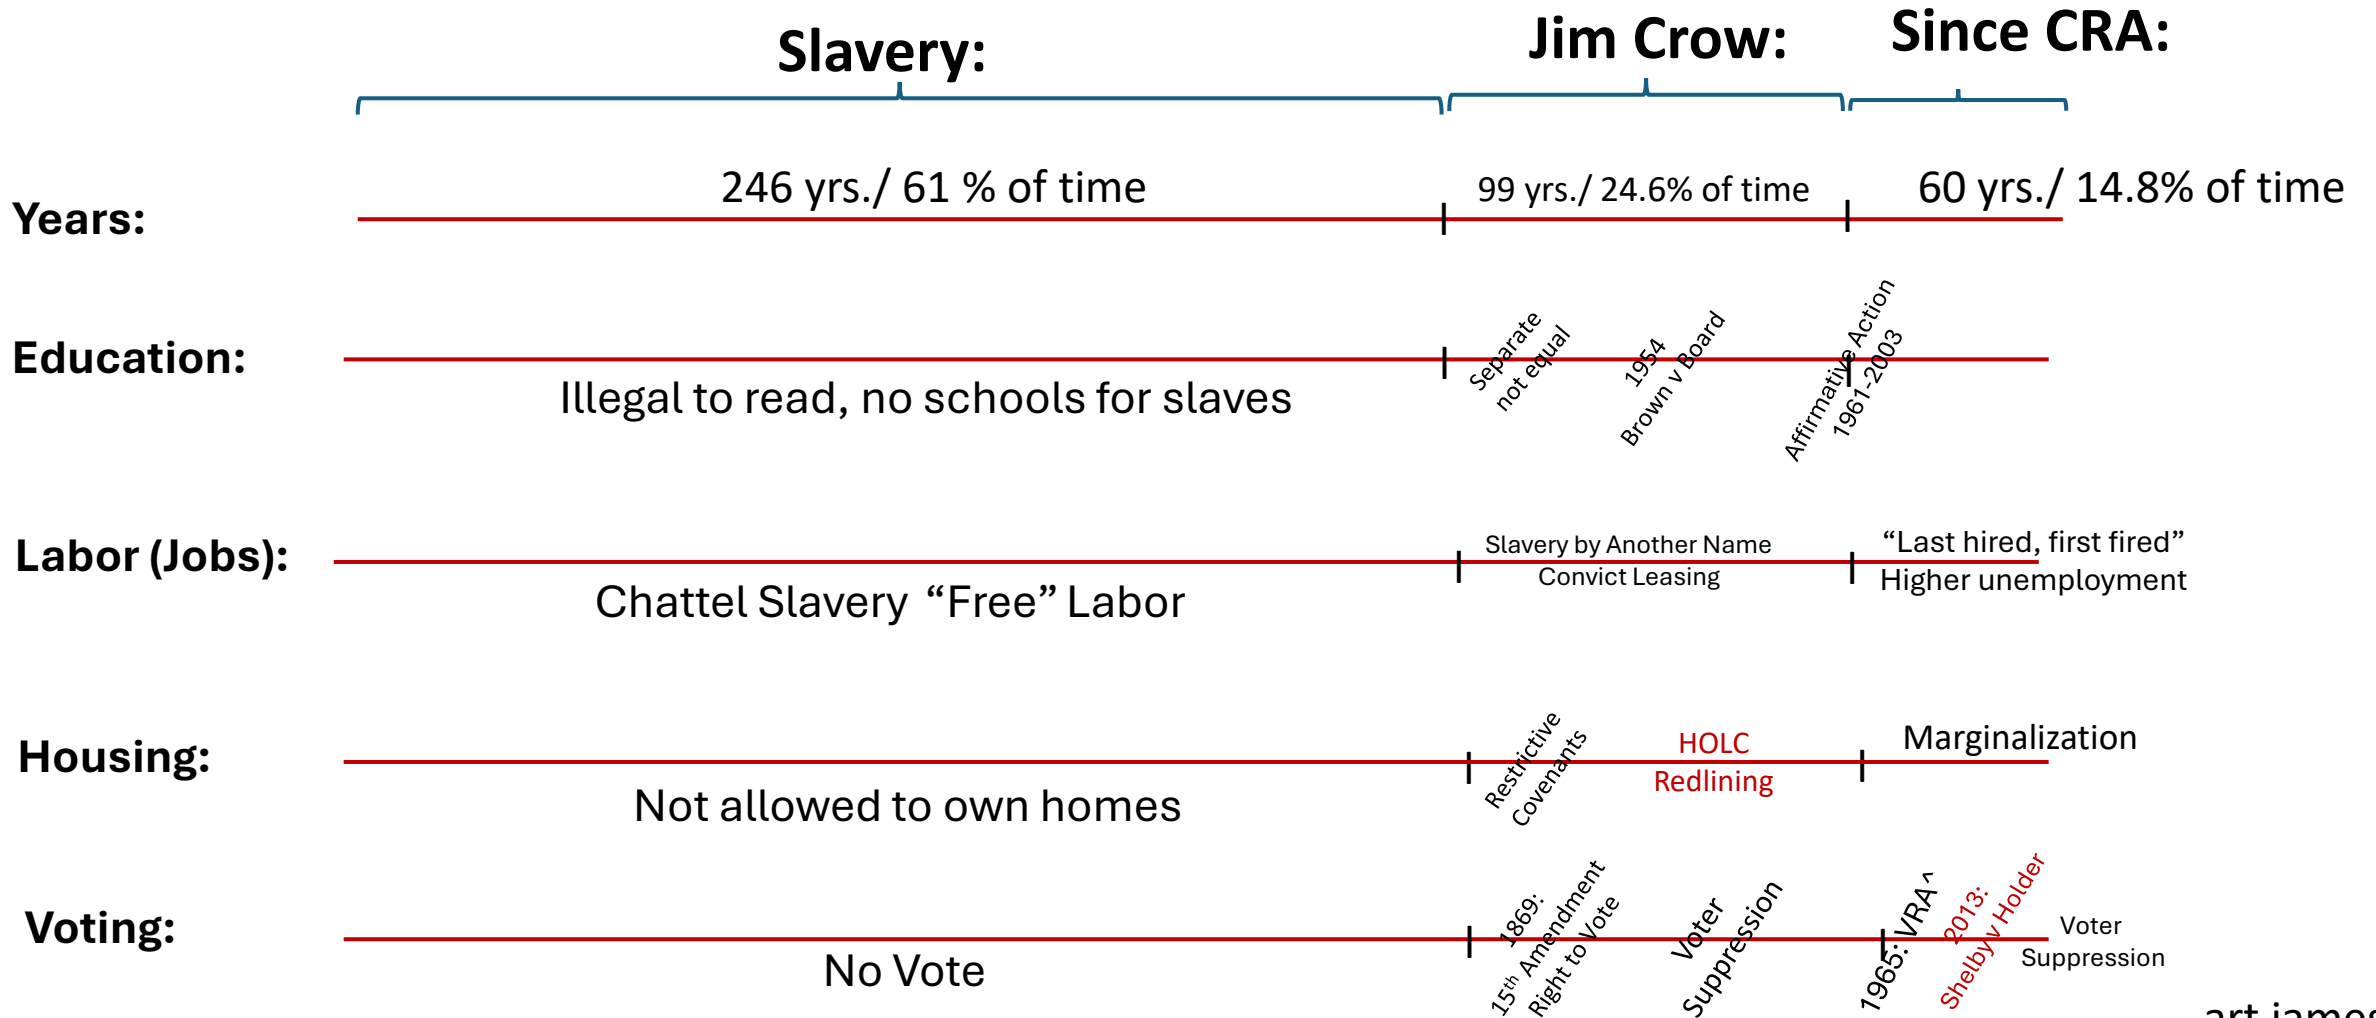 Slavery:
Jim Crow:
Since CRA:
Years:
246 yrs./ 61 % of time
99 yrs./ 24.6% of time
60 yrs./ 14.8% of time
Education:
Illegal to read, no schools for slaves
Separate
not equal
1954
Brown v Board
Affirmative Action
1961-2003
Labor (Jobs):
Chattel Slavery “Free” Labor
Slavery by Another Name
Convict Leasing
“Last hired, first fired”
Higher unemployment
Housing:
Not allowed to own homes
Restrictive
Covenants
HOLC
Redlining
Marginalization
Voting:
No Vote
1869:
15th Amendment
Right to Vote
Voter
Suppression
1965: VRA^
2013:
Shelby v Holder
Voter
Suppression
art james